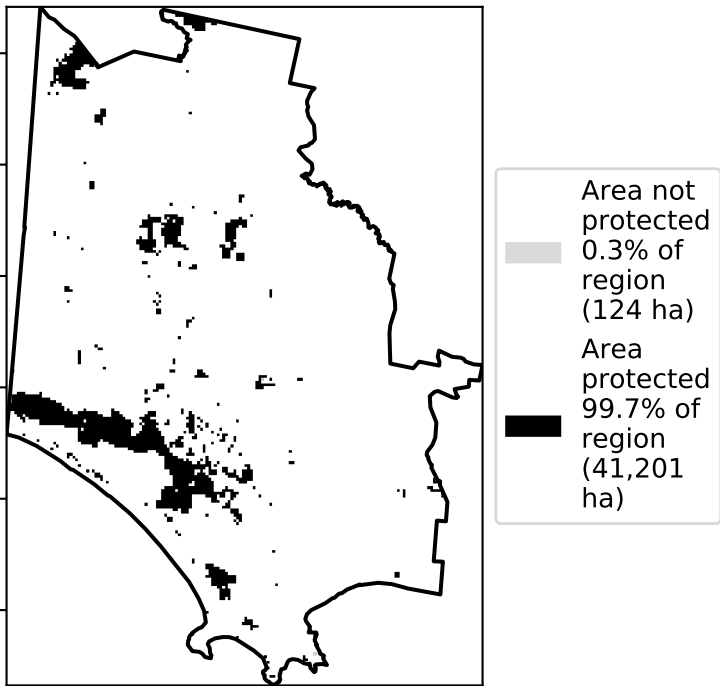 Area not
protected
0.3% of
region
(124 ha)
Area
protected
99.7% of
region
(41,201
ha)